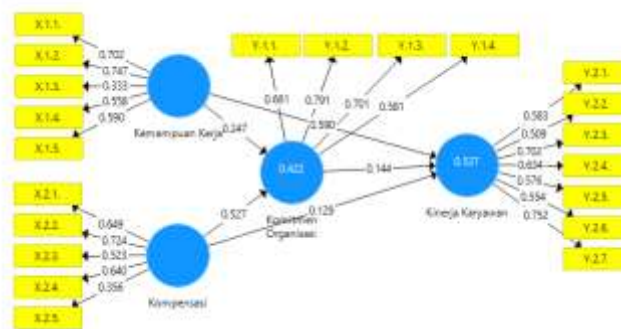 X.1.1.
X.1.2.
X.1.3.
X.1.4.
X.1.5.
0.702
0.747
0.333
0.558
0.590
Kemampuan Kerja
Y.1.1.
Y.1.2.
Y.1.3.
Y.1.4.
0.681
0.791
0.701
0.581
0.247
0.590
0.422
Komitmen
Organisasi
0.144
0.527
0.129
X.2.1.
X.2.2.
X.2.3.
X.2.4.
X.2.5.
0.649
0.724
0.523
0.640
0.356
Kompensasi
0.537
Kinerja Karyawan
0.583
0.509
0.702
0.634
0.576
0.554
0.752
Y.2.1.
Y.2.2.
Y.2.3.
Y.2.4.
Y.2.5.
Y.2.6.
Y.2.7.